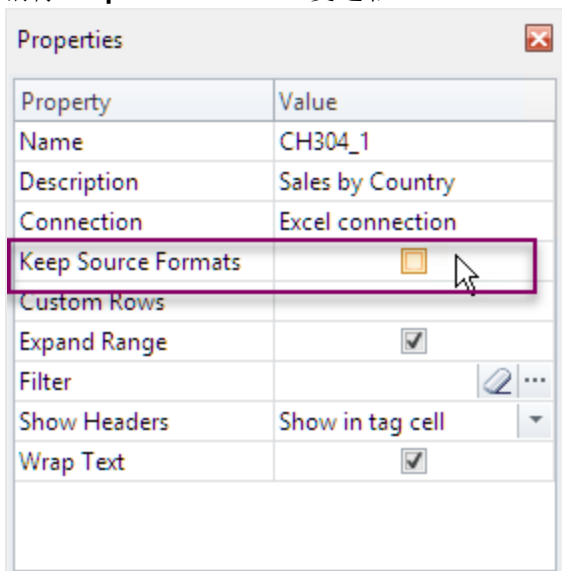 Properties
Property Value
Name CH304_1
Description Sales by Country
Connection Excel connection
Keep Source Formats
Custom Rows
Expand Range
Filter ...
Show Headers Show in tag cell
Wrap Text